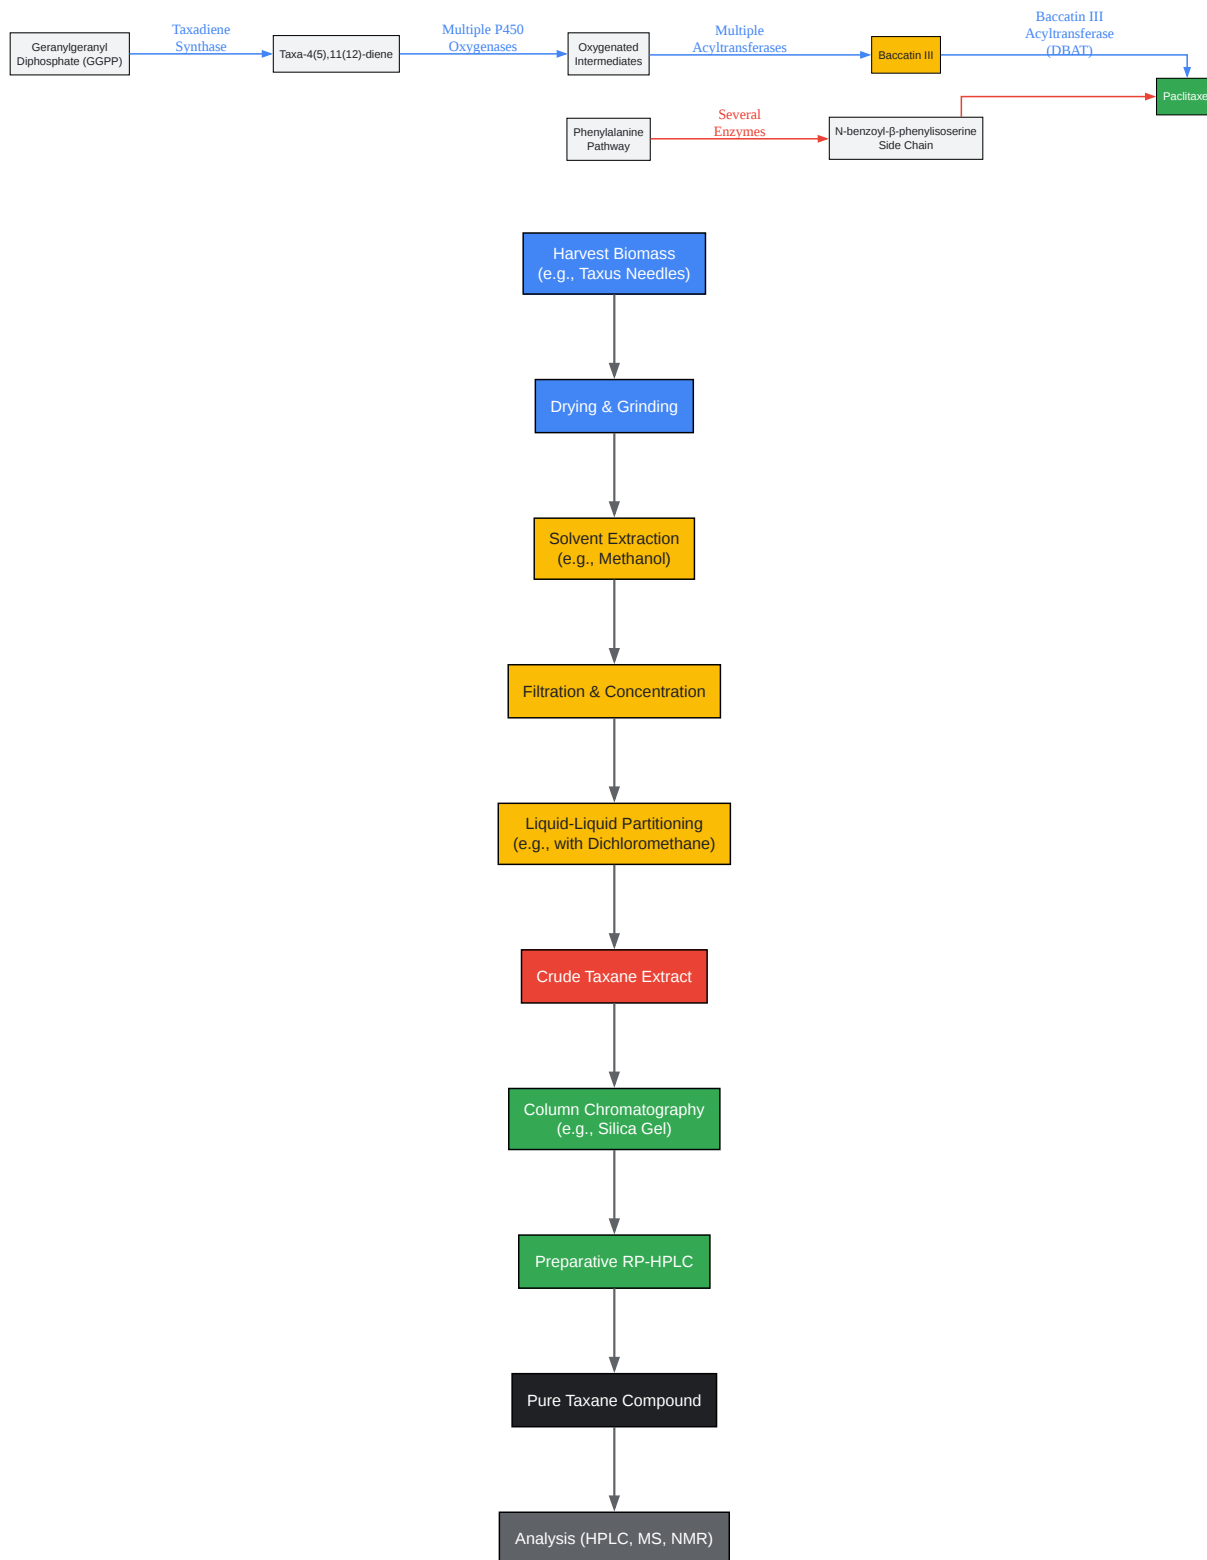 Geranylgeranyl
Diphosphate (GGPP)
Taxadiene
Synthase
Taxa-4(5),11(12)-diene
Multiple P450
Oxygenases
Oxygenated
Intermediates
Multiple
Acyltransferases
Baccatin III
Baccatin III
Acyltransferase
(DBAT)
Paclitaxe
Phenylalanine
Pathway
Several
Enzymes
N-benzoyl-β-phenylisoserine
Side Chain
Harvest Biomass
(e.g., Taxus Needles)
Drying & Grinding
Solvent Extraction
(e.g., Methanol)
Filtration & Concentration
Liquid-Liquid Partitioning
(e.g., with Dichloromethane)
Crude Taxane Extract
Column Chromatography
(e.g., Silica Gel)
Preparative RP-HPLC
Pure Taxane Compound
Analysis (HPLC, MS, NMR)